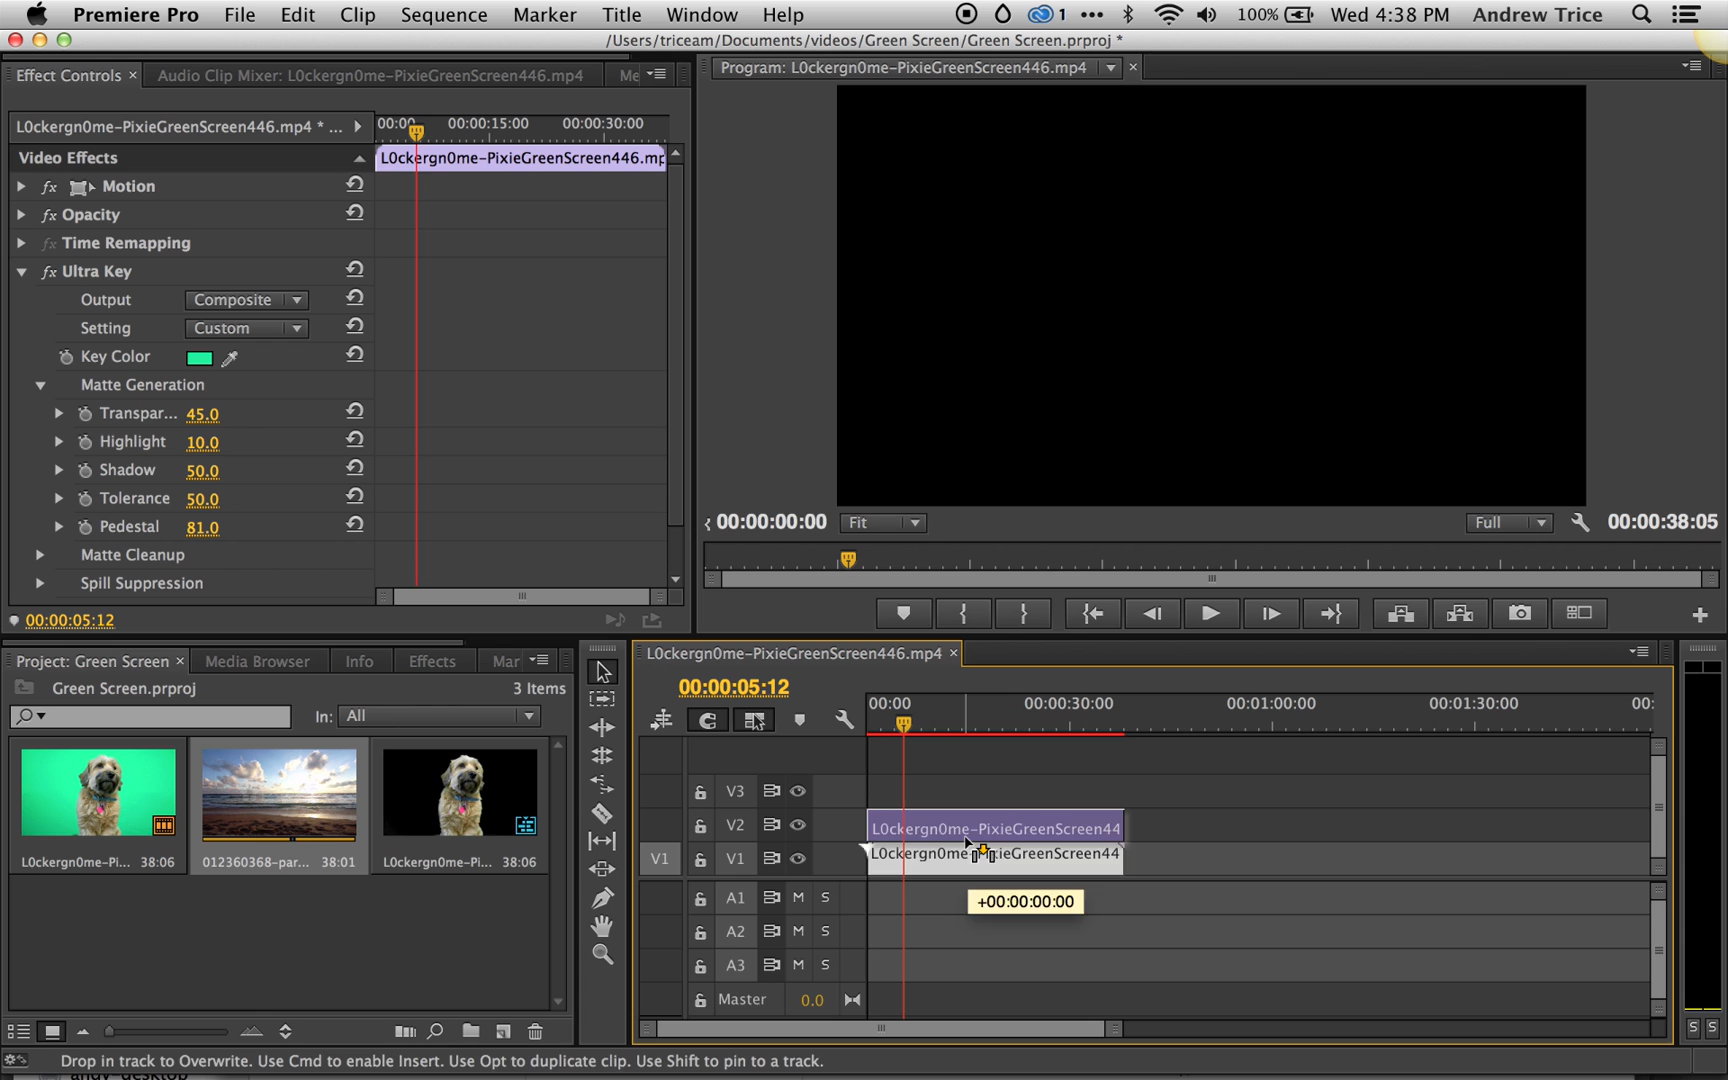 Premiere Pro File Edit Clip Sequence Marker Title Window Help 1 100% Wed 4:38 PM Andrew Trice
/Users/triceam/Documents/videos/Green Screen/Green Screen.prproj *
Effect Controls × Audio Clip Mixer: L0ckergn0me-PixieGreenScreen446.mp4 Me
Program: L0ckergn0me-PixieGreenScreen446.mp4 ×
L0ckergn0me-PixieGreenScreen446.mp4 * ... 00:00 00:00:15:00 00:00:30:00
Video Effects L0ckergn0me-PixieGreenScreen446.mp
fx Motion
fx Opacity
fx Time Remapping
fx Ultra Key
Output Composite
Setting Custom
Key Color
Matte Generation
Transpar... 45.0
Highlight 10.0
Shadow 50.0
Tolerance 50.0
Pedestal 81.0
Matte Cleanup
Spill Suppression
00:00:05:12
00:00:00:00 Fit Full 00:00:38:05
Project: Green Screen × Media Browser Info Effects Mar
Green Screen.prproj 3 Items
In: All
L0ckergn0me-Pi... 38:06 012360368-par... 38:01 L0ckergn0me-Pi... 38:06
L0ckergn0me-PixieGreenScreen446.mp4 ×
00:00:05:12
00:00 00:00:30:00 00:01:00:00 00:01:30:00 00:
V3
V2 L0ckergn0me-PixieGreenScreen44
V1 V1 L0ckergn0me-PixieGreenScreen44
A1 M S
+00:00:00:00
A2 M S
A3 M S
Master 0.0
S S
Drop in track to Overwrite. Use Cmd to enable Insert. Use Opt to duplicate clip. Use Shift to pin to a track.